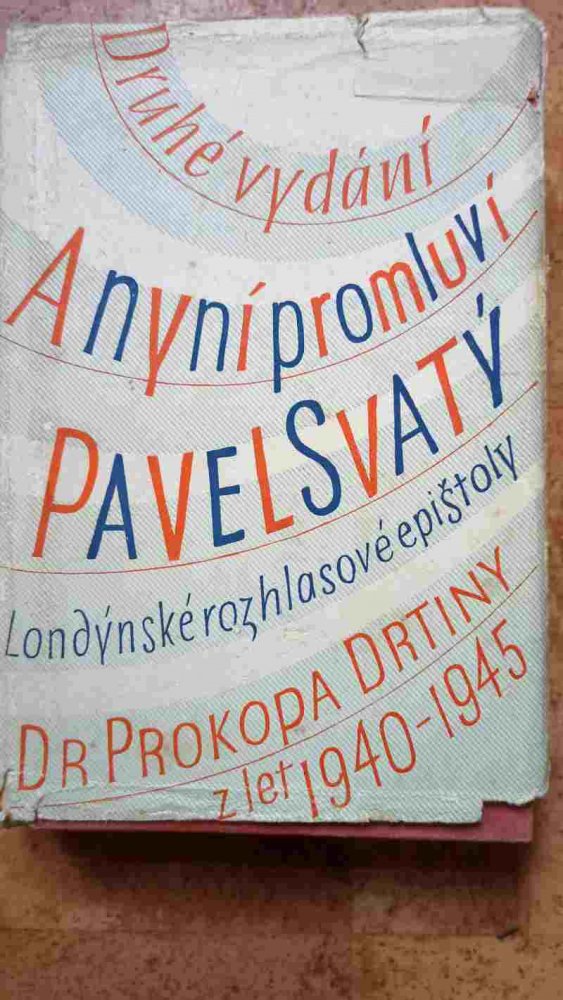 Druhé vydání
A nyní promluví
PAVEL SVATÝ
Londýnské rozhlasové epištoly
DR PROKOPA DRTINY
z let 1940-1945